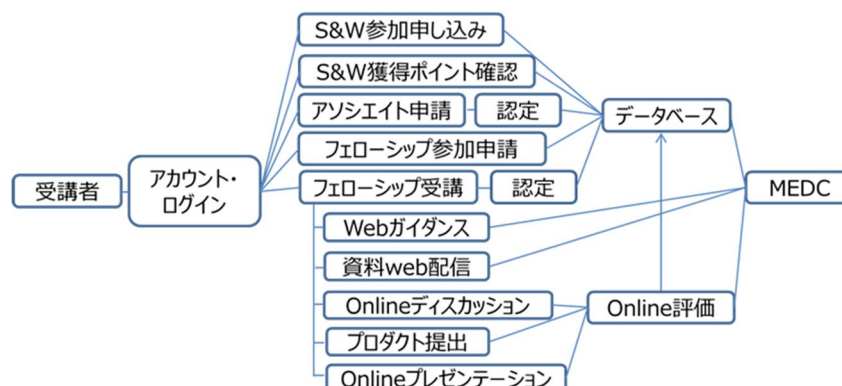 S&W参加申し込み
S&W獲得ポイント確認
アソシエイト申請
認定
データベース
フェローシップ参加申請
受講者
アカウント・
ログイン
フェローシップ受講
認定
MEDC
Webガイダンス
資料web配信
Onlineディスカッション
Online評価
プロダクト提出
Onlineプレゼンテーション